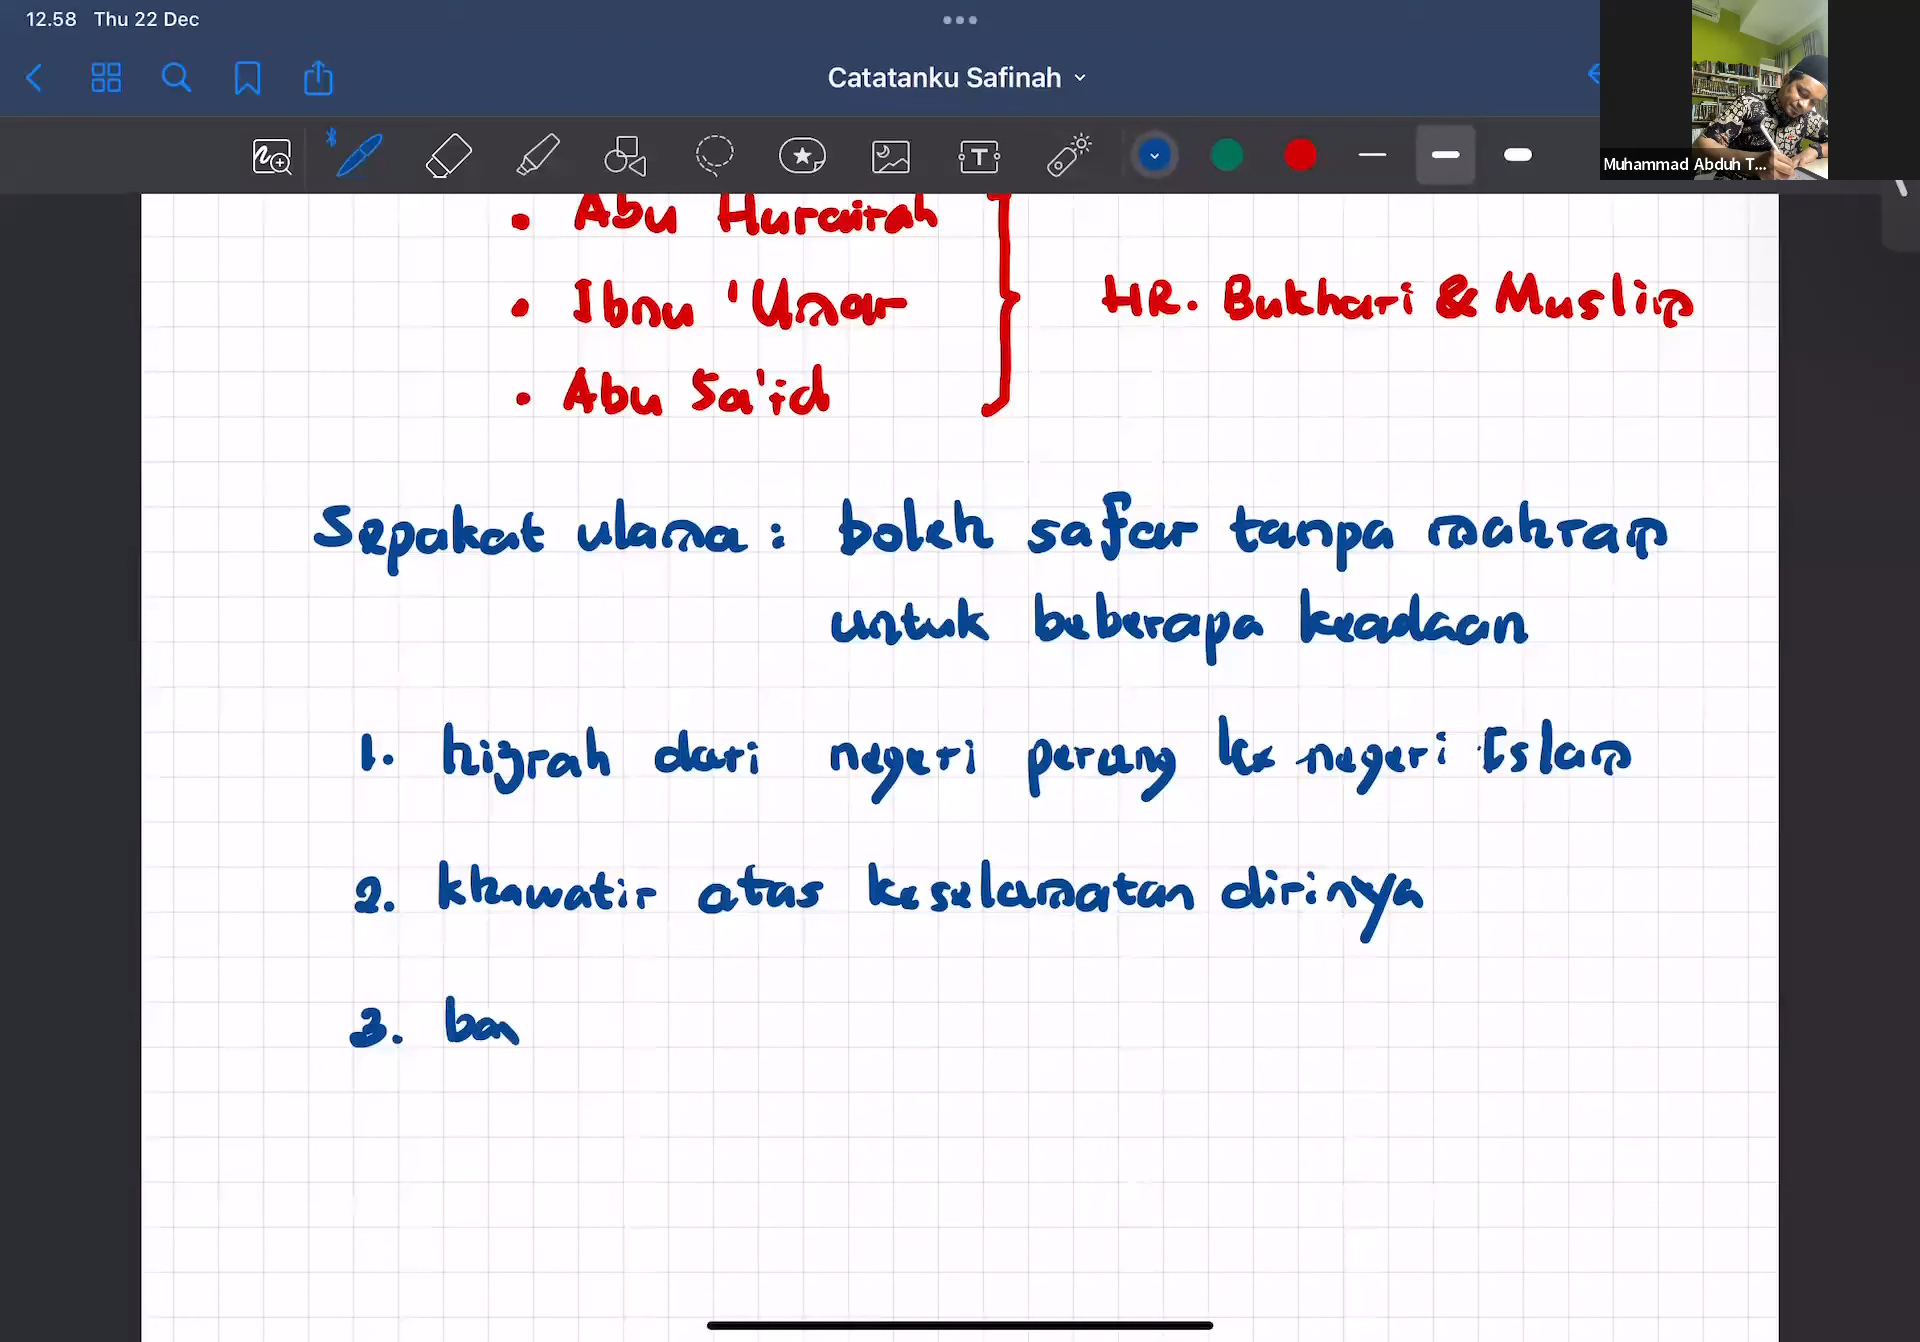 12.58 Thu 22 Dec
Catatanku Safinah
Muhammad Abduh T...
• Abu Hurairah
• Ibnu 'Umar
• Abu Sa'id
HR. Bukhari & Muslim
Sepakat ulama : boleh safar tanpa mahram
untuk beberapa keadaan
1. hijrah dari negeri perang ke negeri Islam
2. khawatir atas keselamatan dirinya
3. ban